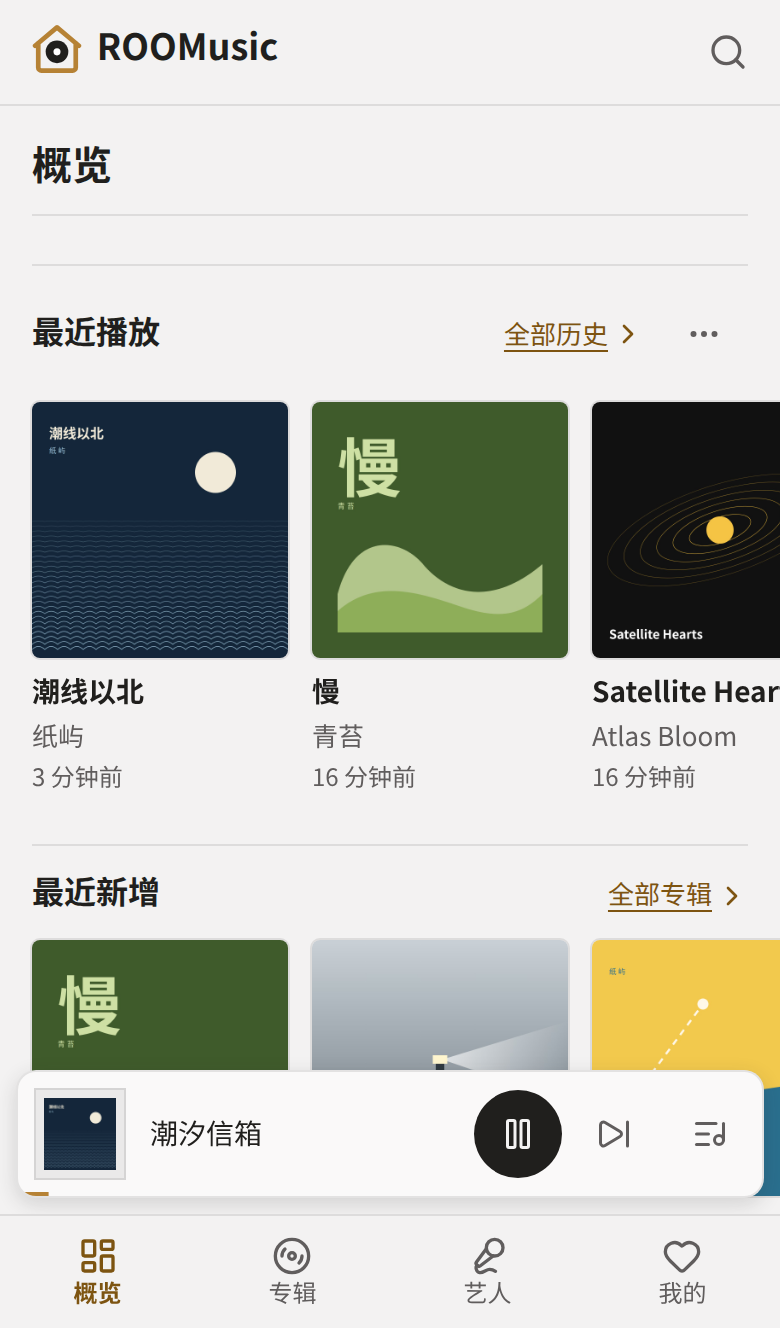 ROOMusic
概览
最近播放
全部历史
潮线以北
纸屿
慢
青苔
Satellite Hearts
潮线以北
慢
Satellite Hear
纸屿
青苔
Atlas Bloom
3 分钟前
16 分钟前
16 分钟前
最近新增
全部专辑
慢
青苔
纸屿
潮汐信箱
概览
专辑
艺人
我的